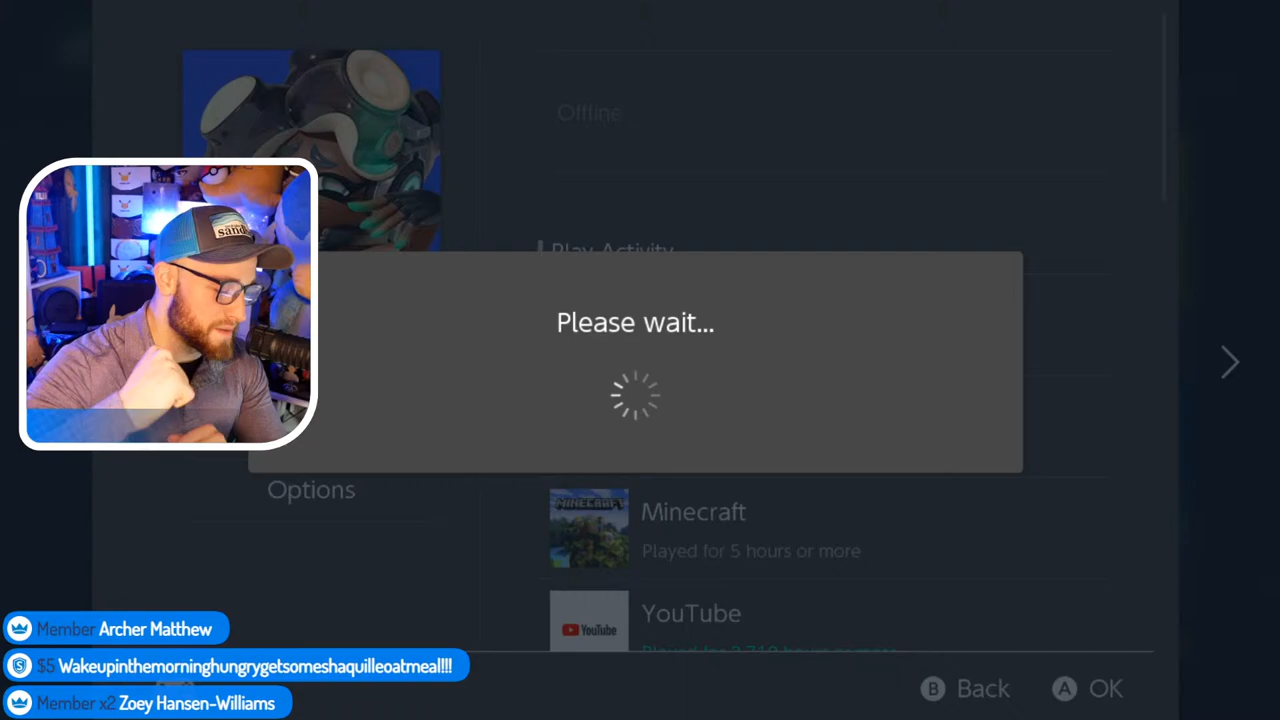 Offline
Play Activity
Please wait...
Options
MINECRAFT
Minecraft
Played for 5 hours or more
YouTube
YouTube
Member Archer Matthew
$5 Wakeupinthemorninghungrygetsomeshaquilleoatmeal!!!
Member x2 Zoey Hansen-Williams
B Back
A OK